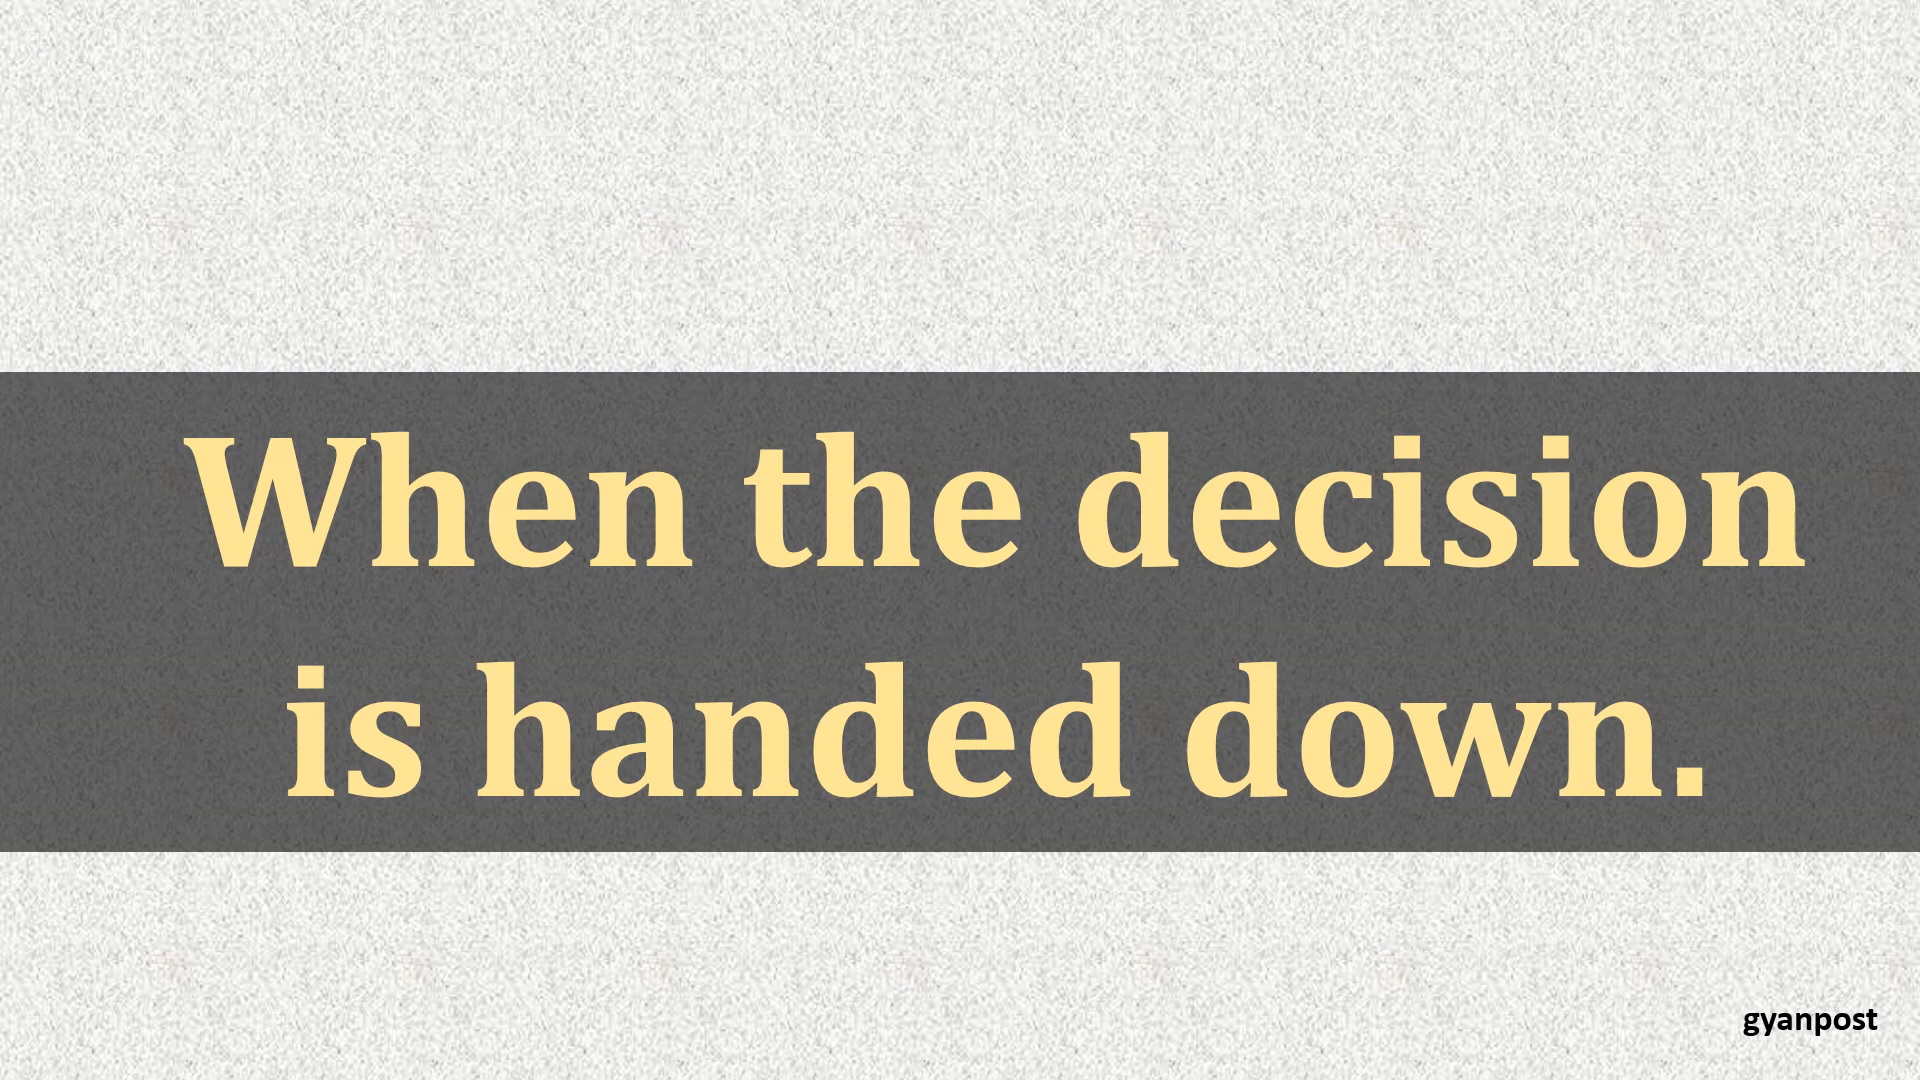 When the decision
is handed down.
gyanpost